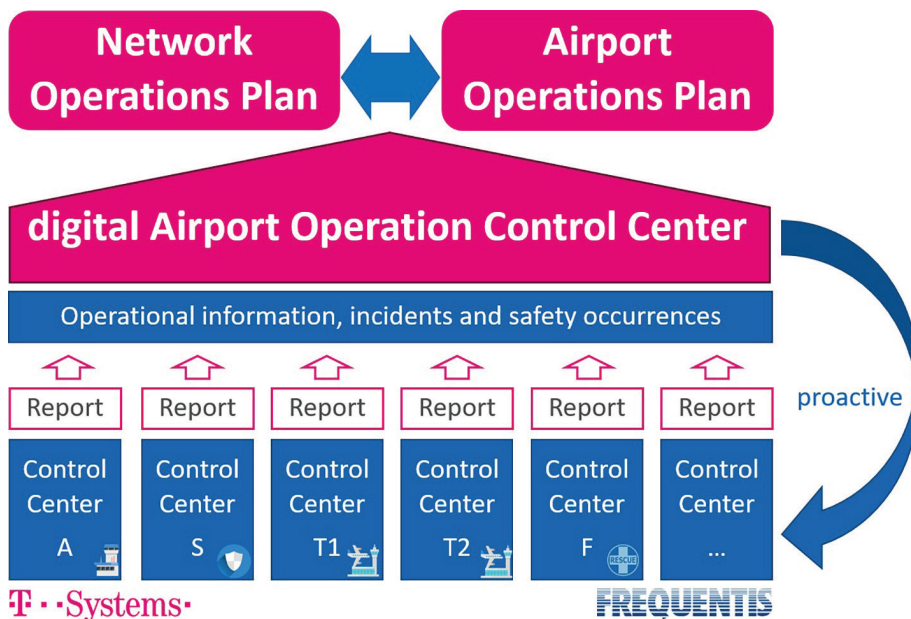 Network
Operations Plan
Airport
Operations Plan
digital Airport Operation Control Center
Operational information, incidents and safety occurrences
Report
Report
Report
Report
Report
Report
proactive
Control
Center
A
Control
Center
S
Control
Center
T1
Control
Center
T2
Control
Center
F
RESCUE
Control
Center
...
T··Systems·
FREQUENTIS